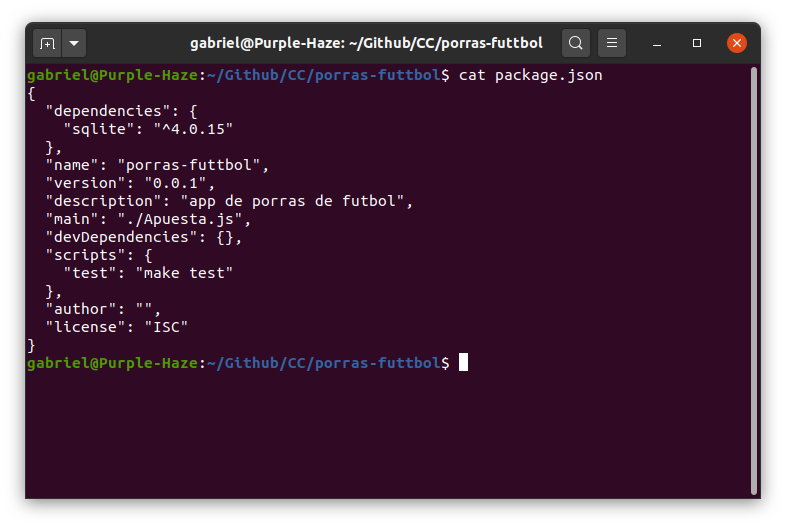 gabriel@Purple-Haze: ~/Github/CC/porras-futtbol
gabriel@Purple-Haze:~/Github/CC/porras-futtbol$ cat package.json
{
  "dependencies": {
    "sqlite": "^4.0.15"
  },
  "name": "porras-futtbol",
  "version": "0.0.1",
  "description": "app de porras de futbol",
  "main": "./Apuesta.js",
  "devDependencies": {},
  "scripts": {
    "test": "make test"
  },
  "author": "",
  "license": "ISC"
}
gabriel@Purple-Haze:~/Github/CC/porras-futtbol$